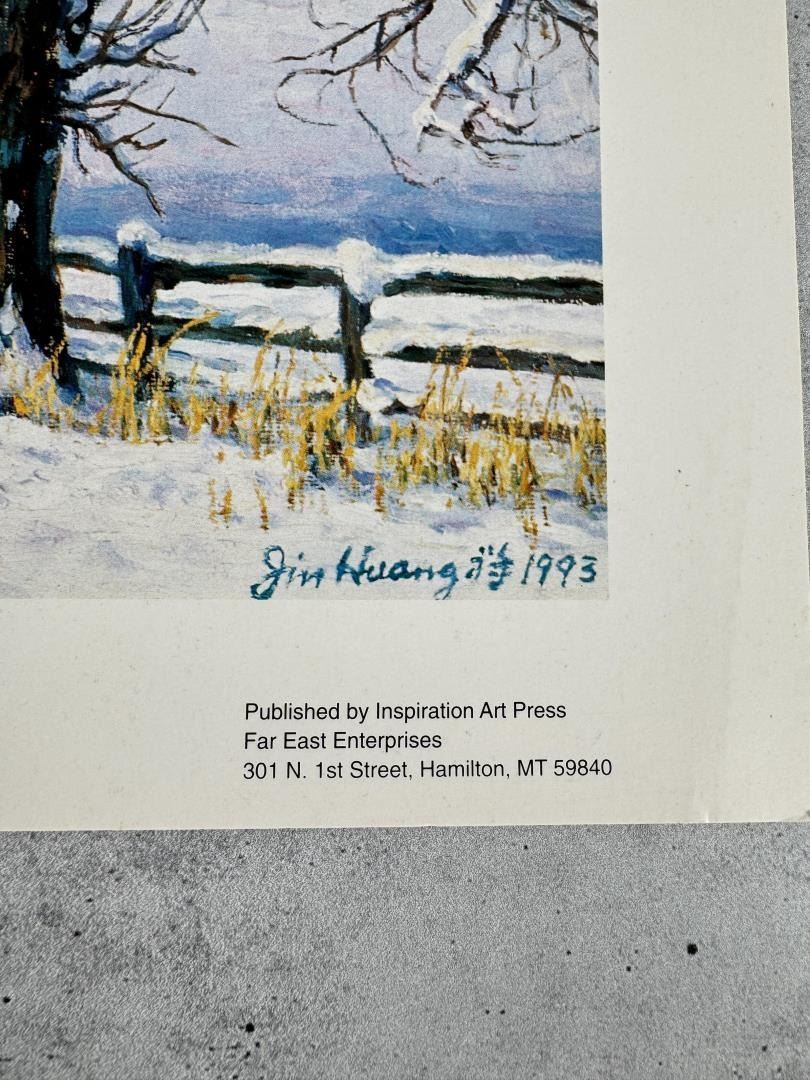 Jin Huang 1993
Published by Inspiration Art Press
Far East Enterprises
301 N. 1st Street, Hamilton, MT 59840